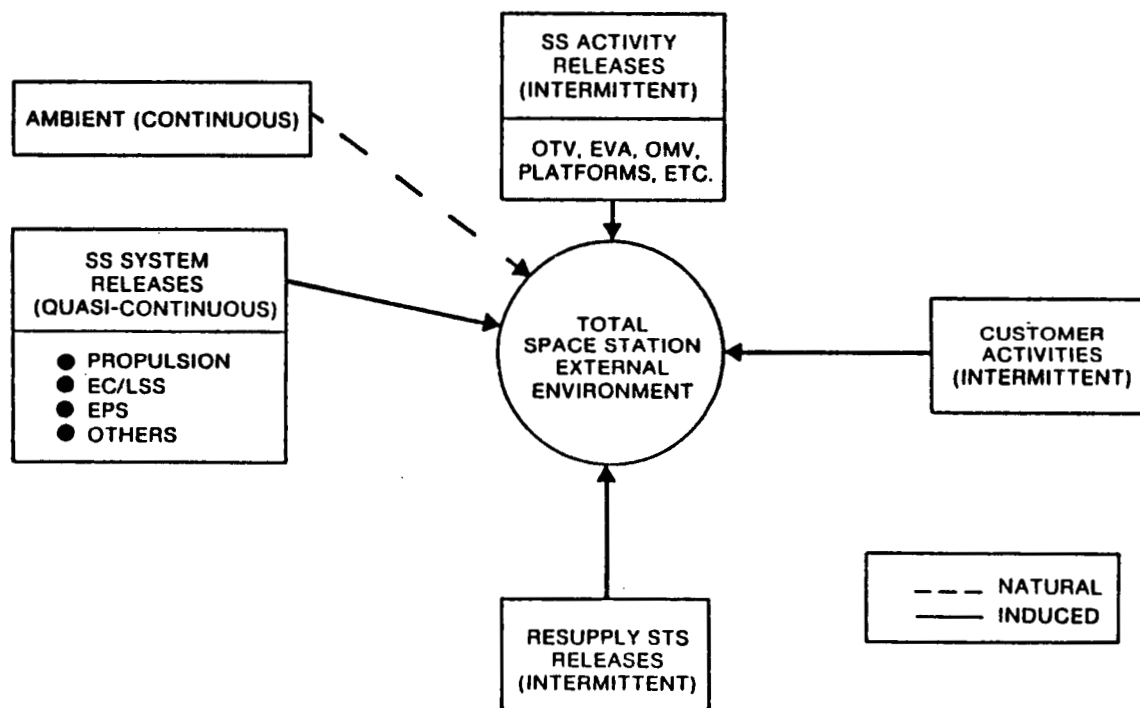 SS ACTIVITY
RELEASES
(INTERMITTENT)
OTV, EVA, OMV,
PLATFORMS, ETC.
AMBIENT (CONTINUOUS)
SS SYSTEM
RELEASES
(QUASI-CONTINUOUS)
● PROPULSION
● EC/LSS
● EPS
● OTHERS
TOTAL
SPACE STATION
EXTERNAL
ENVIRONMENT
CUSTOMER
ACTIVITIES
(INTERMITTENT)
RESUPPLY STS
RELEASES
(INTERMITTENT)
NATURAL
INDUCED